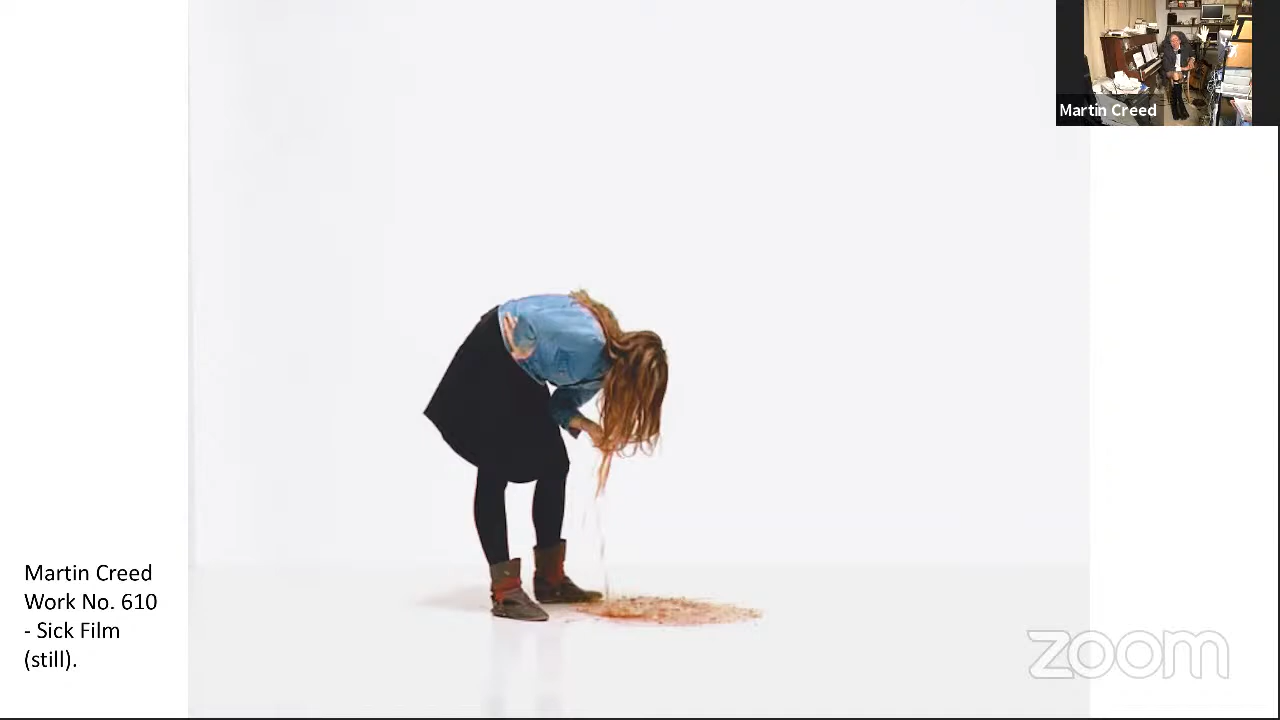 Martin Creed
Martin Creed
Work No. 610
- Sick Film
(still).
zoom